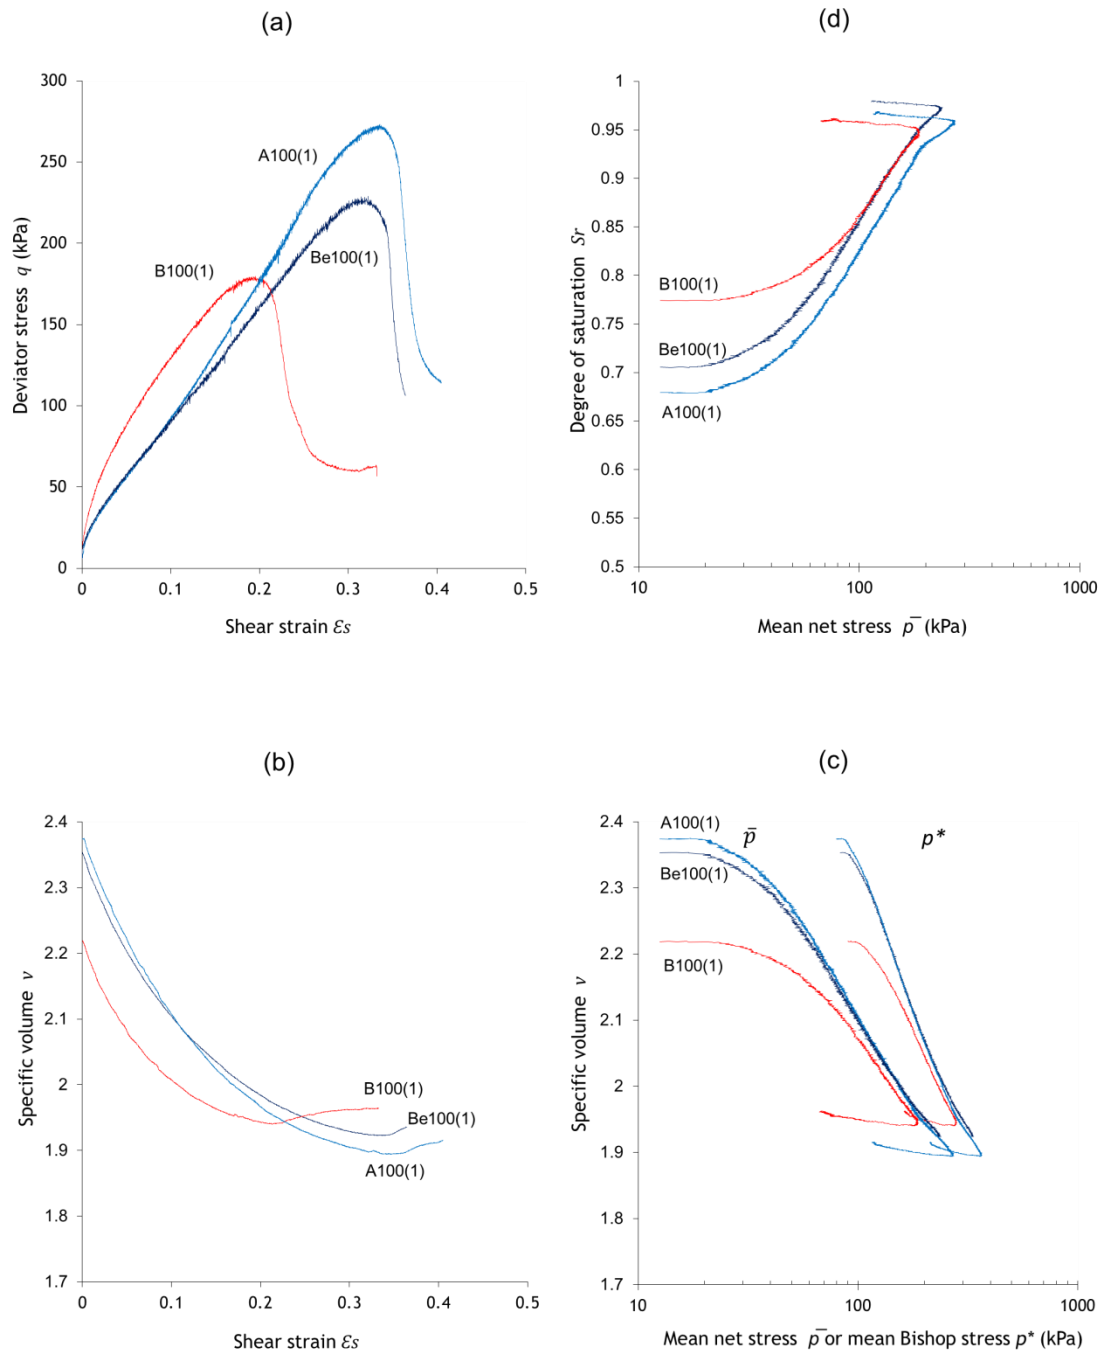 (a)
300
250
200
150
100
50
0
A100(1)
Be100(1)
B100(1)
0
0.1
0.2
0.3
0.4
0.5
Deviator stress q (kPa)
Shear strain Ɛs
(d)
1
0.95
0.9
0.85
0.8
0.75
0.7
0.65
0.6
0.55
0.5
B100(1)
Be100(1)
A100(1)
10
100
1000
Degree of saturation Sr
Mean net stress p̄ (kPa)
(b)
2.4
2.3
2.2
2.1
2
1.9
1.8
1.7
B100(1)
Be100(1)
A100(1)
0
0.1
0.2
0.3
0.4
0.5
Specific volume v
Shear strain Ɛs
(c)
2.4
2.3
2.2
2.1
2
1.9
1.8
1.7
A100(1)
p̄
p*
Be100(1)
B100(1)
10
100
1000
Specific volume v
Mean net stress p̄ or mean Bishop stress p* (kPa)